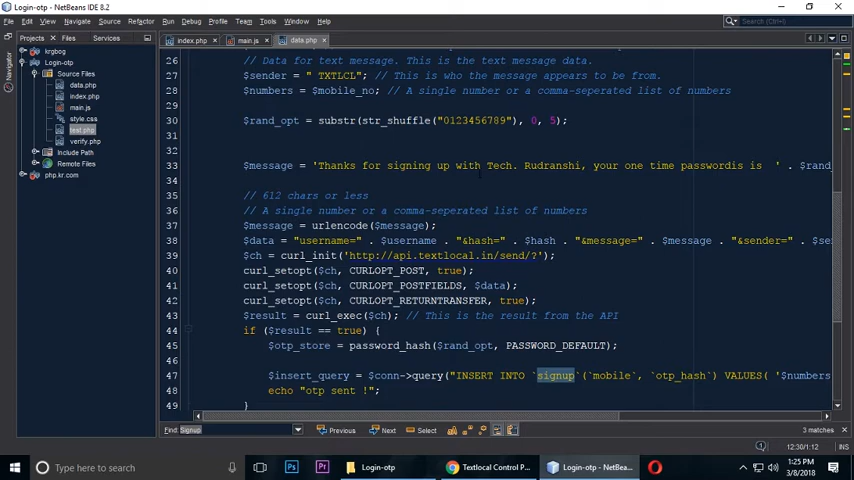 Login-otp - NetBeans IDE 8.2
File Edit View Navigate Source Refactor Run Debug Profile Team Tools Window Help
Search (Ctrl+I)
Projects Files Services
index.php main.js data.php
Navigator
krgbog
Login-otp
Source Files
data.php
index.php
main.js
style.css
test.php
verify.php
Include Path
Remote Files
php.kr.com
26 // Data for text message. This is the text message data.
27 $sender = " TXTLCL"; // This is who the message appears to be from.
28 $numbers = $mobile_no; // A single number or a comma-seperated list of numbers
29
30 $rand_opt = substr(str_shuffle("0123456789"), 0, 5);
31
32
33 $message = 'Thanks for signing up with Tech. Rudranshi, your one time passwordis is ' . $rand_
34
35 // 612 chars or less
36 // A single number or a comma-seperated list of numbers
37 $message = urlencode($message);
38 $data = "username=" . $username . "&hash=" . $hash . "&message=" . $message . "&sender=" . $se
39 $ch = curl_init('http://api.textlocal.in/send/?');
40 curl_setopt($ch, CURLOPT_POST, true);
41 curl_setopt($ch, CURLOPT_POSTFIELDS, $data);
42 curl_setopt($ch, CURLOPT_RETURNTRANSFER, true);
43 $result = curl_exec($ch); // This is the result from the API
44 if ($result == true) {
45 $otp_store = password_hash($rand_opt, PASSWORD_DEFAULT);
46
47 $insert_query = $conn->query("INSERT INTO `signup`(`mobile`, `otp_hash`) VALUES( '$numbers
48 echo "otp sent !";
49 }
Find: Signup Previous Next Select 3 matches
12:30/1:12 INS
Type here to search Login-otp Textlocal Control P... Login-otp - NetBea... 1:25 PM
3/8/2018